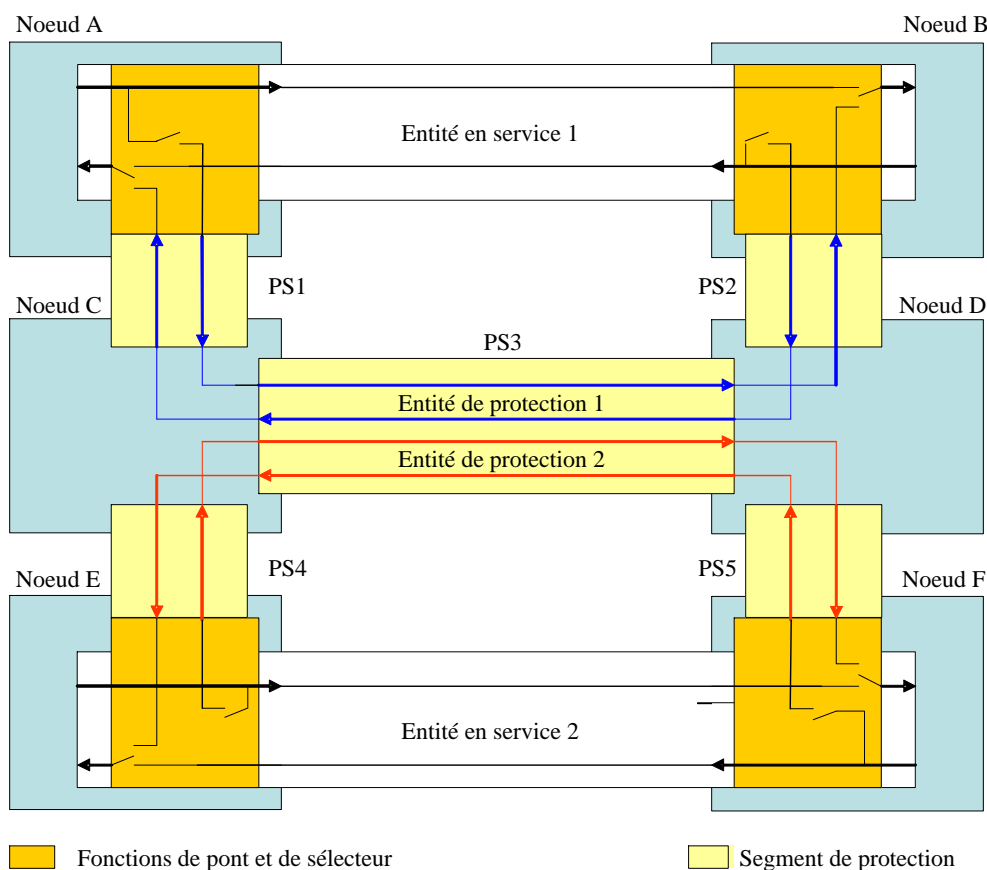 Noeud A
Noeud B
Entité en service 1
PS1
PS2
Noeud C
Noeud D
PS3
Entité de protection 1
Entité de protection 2
PS4
PS5
Noeud E
Noeud F
Entité en service 2
Fonctions de pont et de sélecteur
Segment de protection